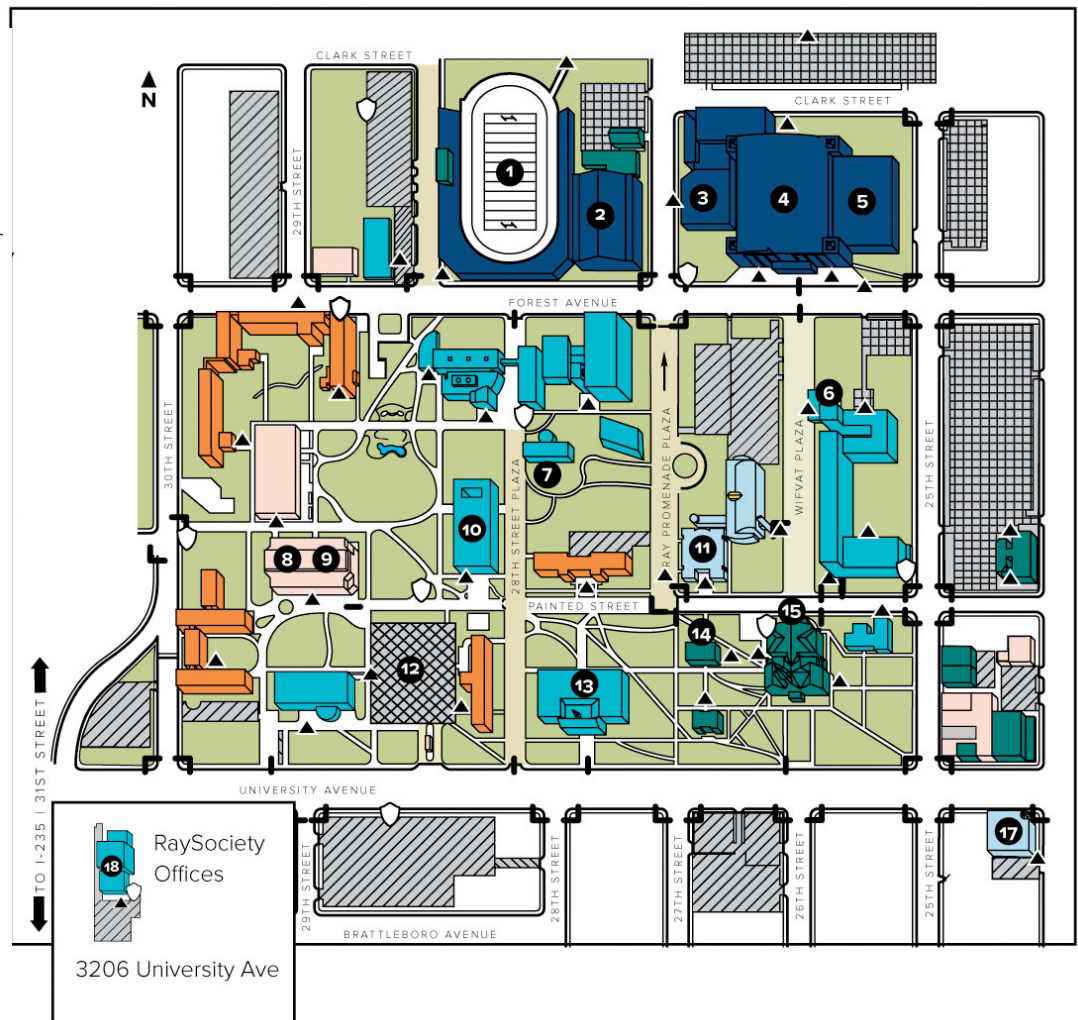 CLARK STREET
N
CLARK STREET
29TH STREET
1
2
3
4
5
FOREST AVENUE
30TH STREET
28TH STREET PLAZA
RAY PROMENADE PLAZA
WIFVAT PLAZA
25TH STREET
6
7
8
9
10
11
PAINTED STREET
12
13
14
15
TO I-235 | 31ST STREET
UNIVERSITY AVENUE
29TH STREET
28TH STREET
27TH STREET
26TH STREET
25TH STREET
17
BRATTLEBORO AVENUE
18
RaySociety
Offices
3206 University Ave